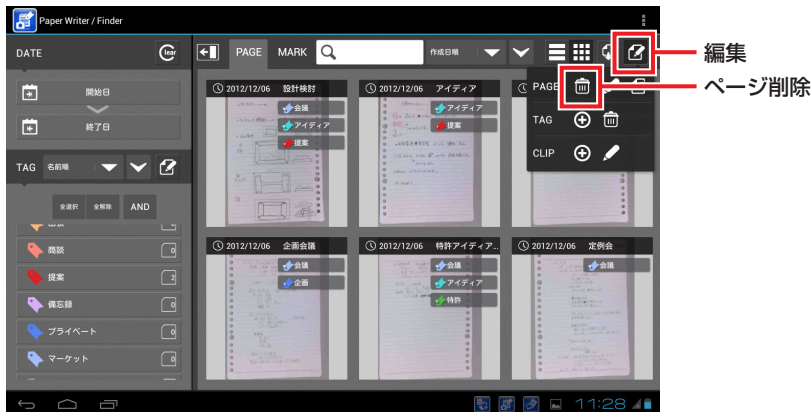 Paper Writer / Finder
DATE
Clear
PAGE
MARK
作成日順
編集
ページ削除
開始日
終了日
2012/12/06 設計検討
会議
アイディア
提案
2012/12/06 アイディア
アイディア
提案
PAGE
TAG
CLIP
TAG 名前順
全選択
全解除
AND
商談
0
提案
2
備忘録
0
プライベート
0
マーケット
0
2012/12/06 企画会議
会議
企画
2012/12/06 特許アイディア...
会議
アイディア
特許
2012/12/06 定例会
会議
11:28